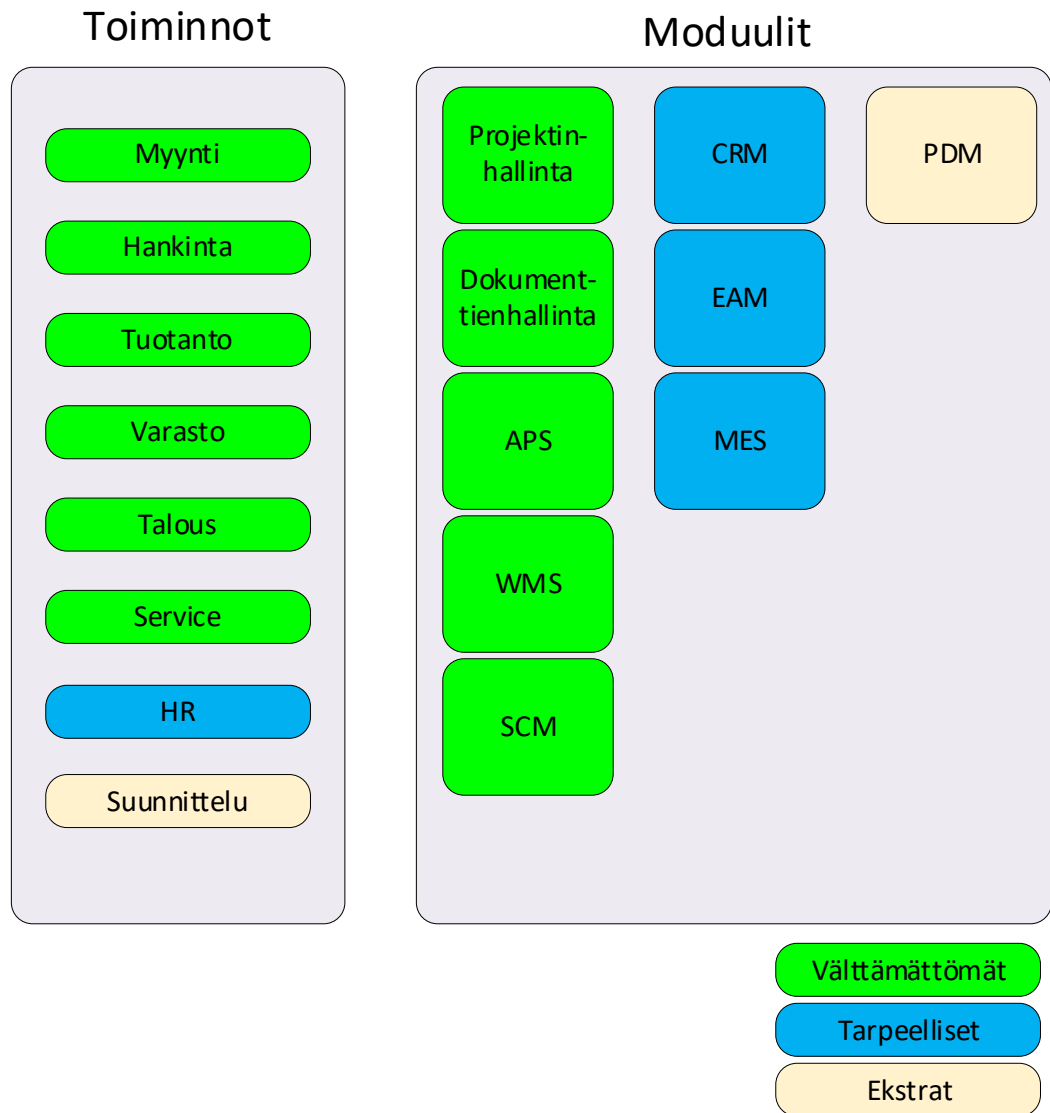 Toiminnot
Myynti
Hankinta
Tuotanto
Varasto
Talous
Service
HR
Suunnittelu
Moduulit
Projektin-
hallinta
Dokument-
tienhallinta
APS
WMS
SCM
CRM
EAM
MES
PDM
Välttämättömät
Tarpeelliset
Ekstrat